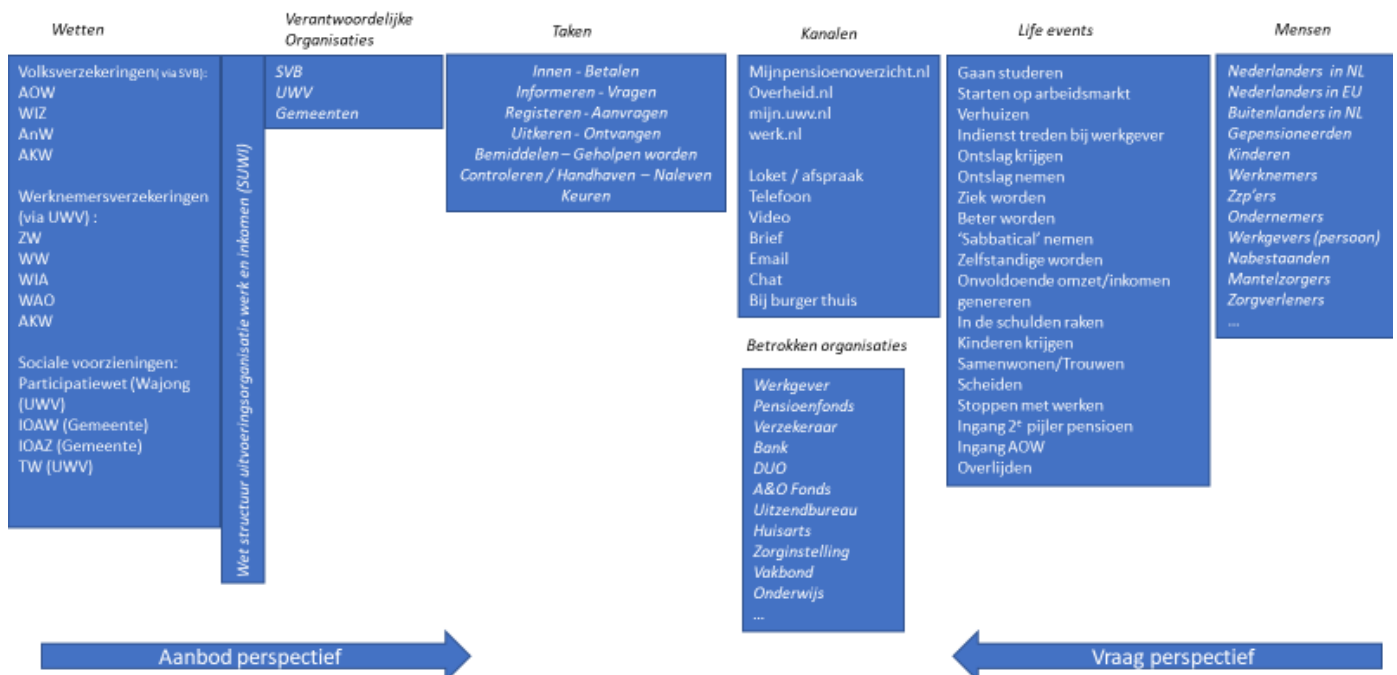 Wetten
Volksverzekeringen( via SVB):
AOW
WIZ
AnW
AKW
Werknemersverzekeringen
(via UWV) :
ZW
WW
WIA
WAO
AKW
Sociale voorzieningen:
Participatiewet (Wajong
(UWV)
IOAW (Gemeente)
IOAZ (Gemeente)
TW (UWV)
Wet structuur uitvoeringsorganisatie werk en inkomen (SUWI)
Verantwoordelijke
Organisaties
SVB
UWV
Gemeenten
Taken
Innen - Betalen
Informeren - Vragen
Registeren - Aanvragen
Uitkeren - Ontvangen
Bemiddelen – Geholpen worden
Controleren / Handhaven – Naleven
Keuren
Kanalen
Mijnpensioenoverzicht.nl
Overheid.nl
mijn.uwv.nl
werk.nl
Loket / afspraak
Telefoon
Video
Brief
Email
Chat
Bij burger thuis
Betrokken organisaties
Werkgever
Pensioenfonds
Verzekeraar
Bank
DUO
A&O Fonds
Uitzendbureau
Huisarts
Zorginstelling
Vakbond
Onderwijs
...
Life events
Gaan studeren
Starten op arbeidsmarkt
Verhuizen
Indienst treden bij werkgever
Ontslag krijgen
Ontslag nemen
Ziek worden
Beter worden
‘Sabbatical’ nemen
Zelfstandige worden
Onvoldoende omzet/inkomen
genereren
In de schulden raken
Kinderen krijgen
Samenwonen/Trouwen
Scheiden
Stoppen met werken
Ingang 2e pijler pensioen
Ingang AOW
Overlijden
Mensen
Nederlanders in NL
Nederlanders in EU
Buitenlanders in NL
Gepensioneerden
Kinderen
Werknemers
Zzp’ers
Ondernemers
Werkgevers (persoon)
Nabestaanden
Mantelzorgers
Zorgverleners
...
Aanbod perspectief
Vraag perspectief